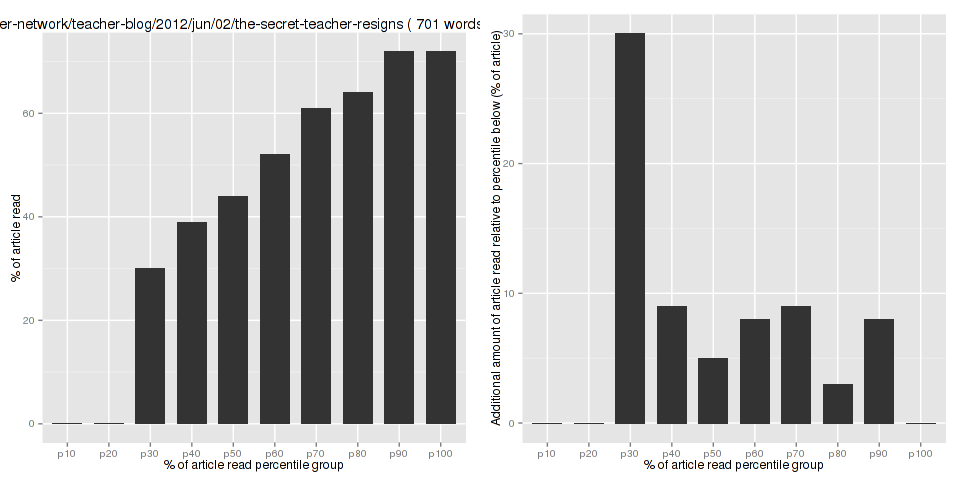 er-network/teacher-blog/2012/jun/02/the-secret-teacher-resigns ( 701 words
% of article read
60
40
20
0
p10 p20 p30 p40 p50 p60 p70 p80 p90 p100
% of article read percentile group
Additional amount of article read relative to percentile below (% of article)
30
20
10
0
p10 p20 p30 p40 p50 p60 p70 p80 p90 p100
% of article read percentile group